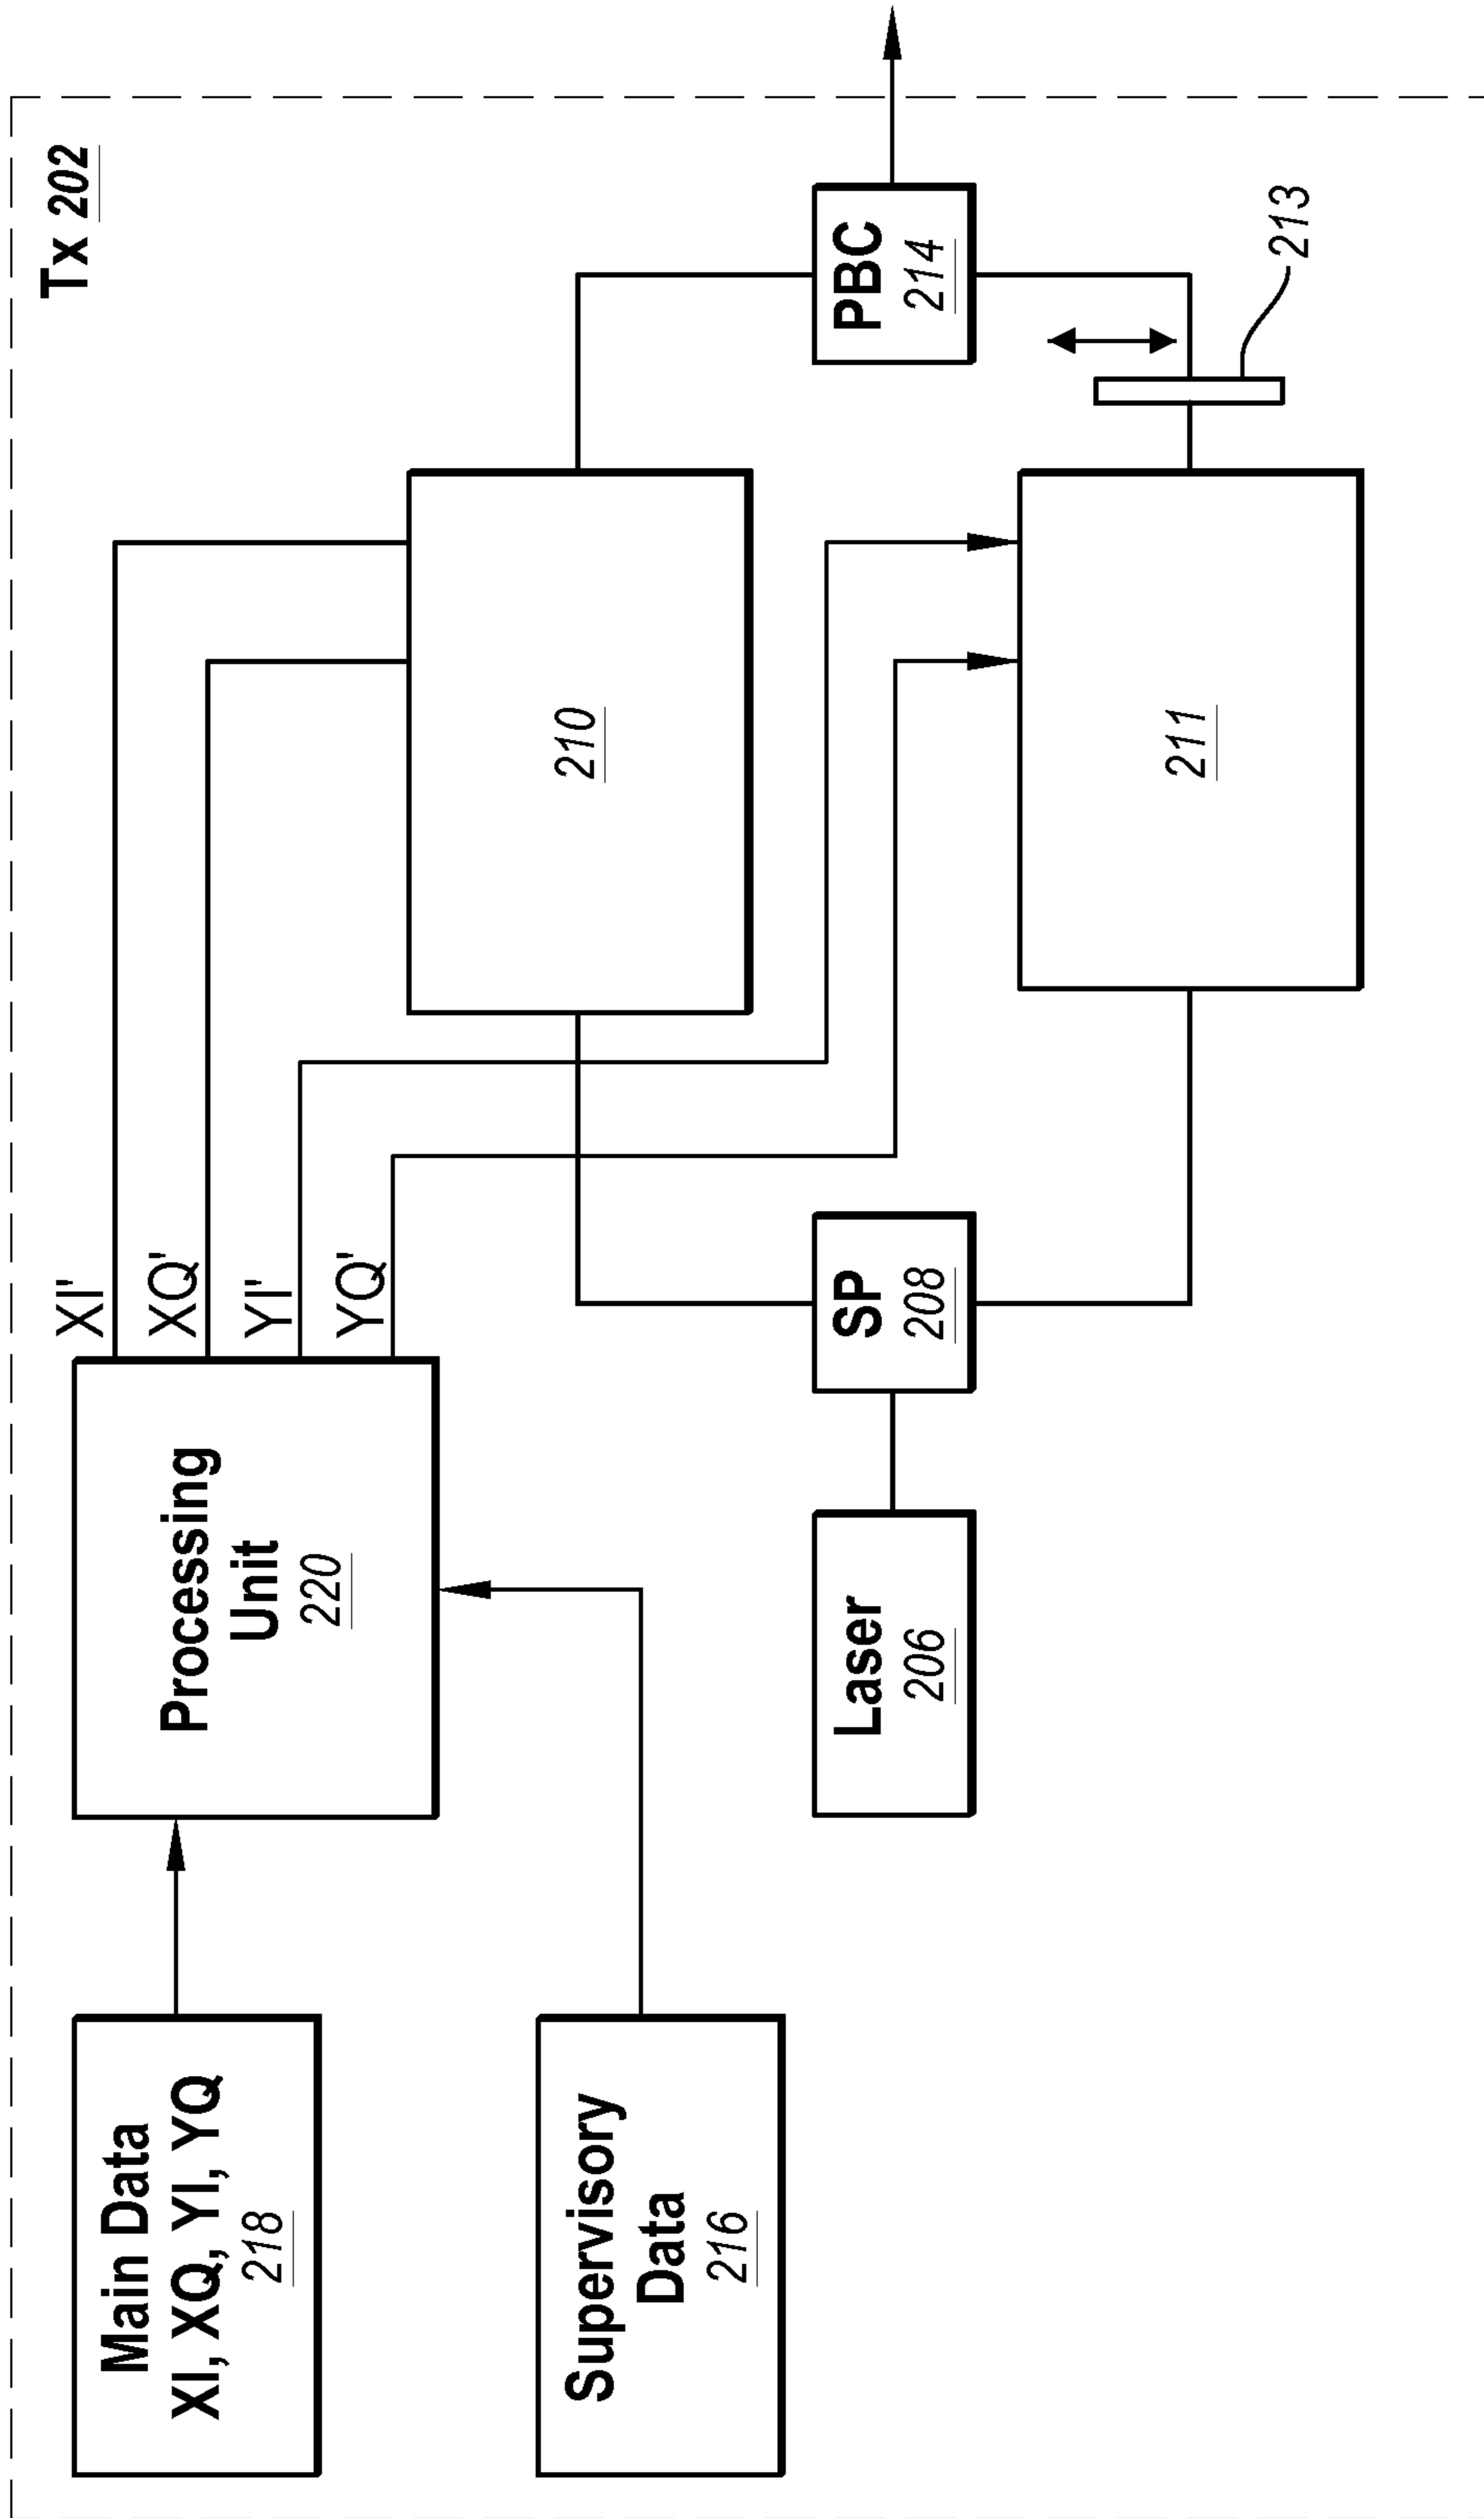 Tx 202
Main Data
XI, XQ, YI, YQ
218
Processing
Unit
220
XI'
XQ'
YI'
YQ'
Supervisory
Data
216
210
Laser
206
SP
208
PBC
214
211
213